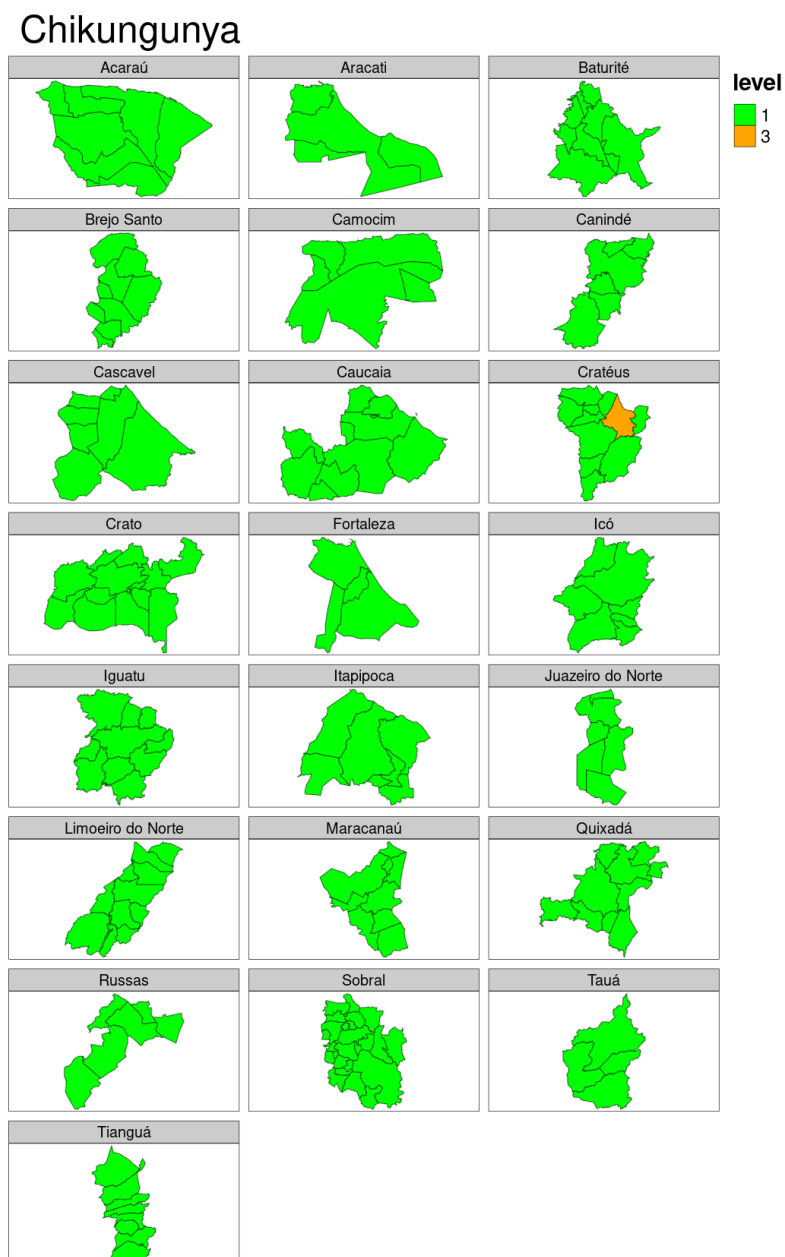 Chikungunya
Acaraú
Aracati
Baturité
level
1
3
Brejo Santo
Camocim
Canindé
Cascavel
Caucaia
Cratéus
Crato
Fortaleza
Icó
Iguatu
Itapipoca
Juazeiro do Norte
Limoeiro do Norte
Maracanaú
Quixadá
Russas
Sobral
Tauá
Tianguá